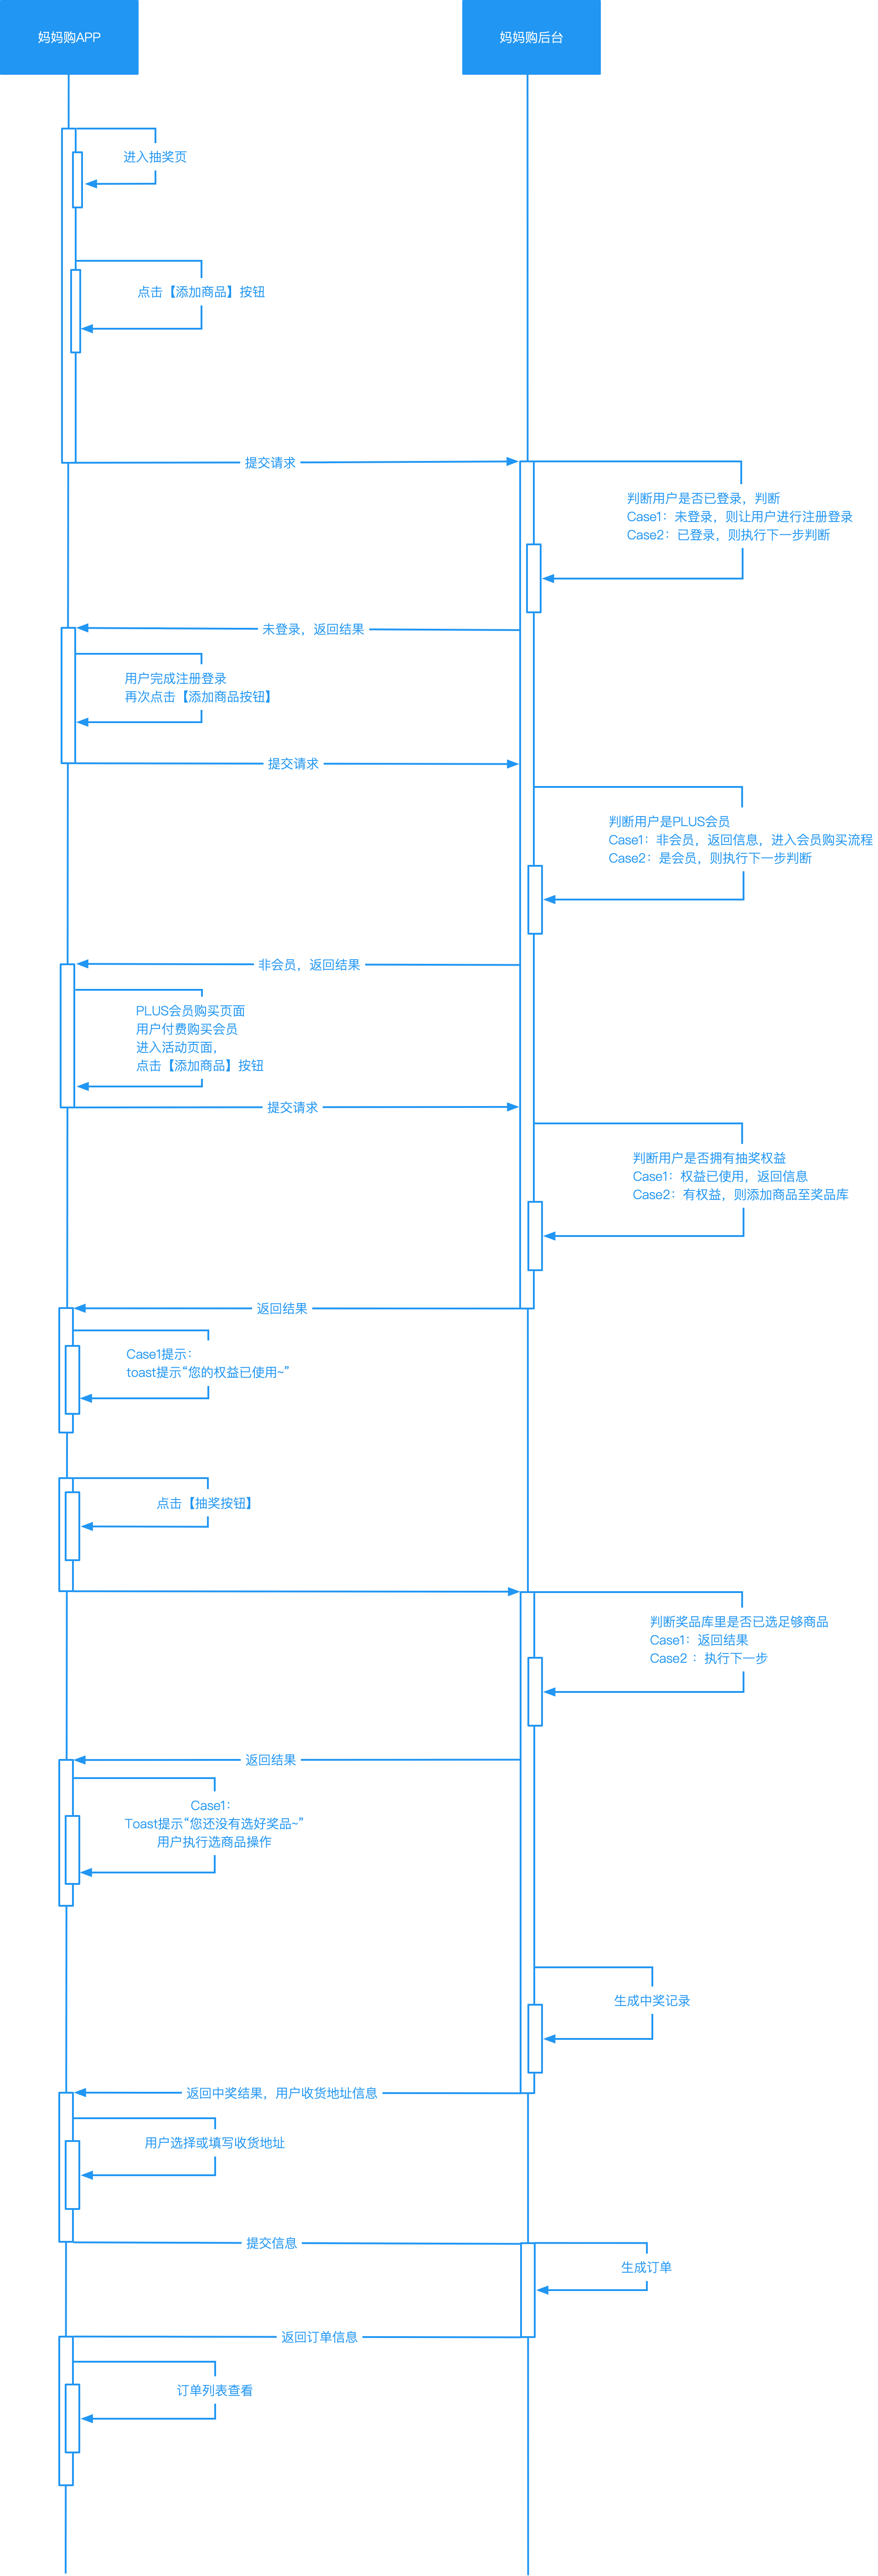 妈妈购APP
妈妈购后台
进入抽奖页
点击【添加商品】按钮
提交请求
判断用户是否已登录，判断
Case1：未登录，则让用户进行注册登录
Case2：已登录，则执行下一步判断
未登录，返回结果
用户完成注册登录
再次点击【添加商品按钮】
提交请求
判断用户是PLUS会员
Case1：非会员，返回信息，进入会员购买流程
Case2：是会员，则执行下一步判断
非会员，返回结果
PLUS会员购买页面
用户付费购买会员
进入活动页面，
点击【添加商品】按钮
提交请求
判断用户是否拥有抽奖权益
Case1：权益已使用，返回信息
Case2：有权益，则添加商品至奖品库
返回结果
Case1提示：
toast提示“您的权益已使用~”
点击【抽奖按钮】
判断奖品库里是否已选足够商品
Case1：返回结果
Case2 ：执行下一步
返回结果
Case1：
Toast提示“您还没有选好奖品~”
用户执行选商品操作
生成中奖记录
返回中奖结果，用户收货地址信息
用户选择或填写收货地址
提交信息
生成订单
返回订单信息
订单列表查看